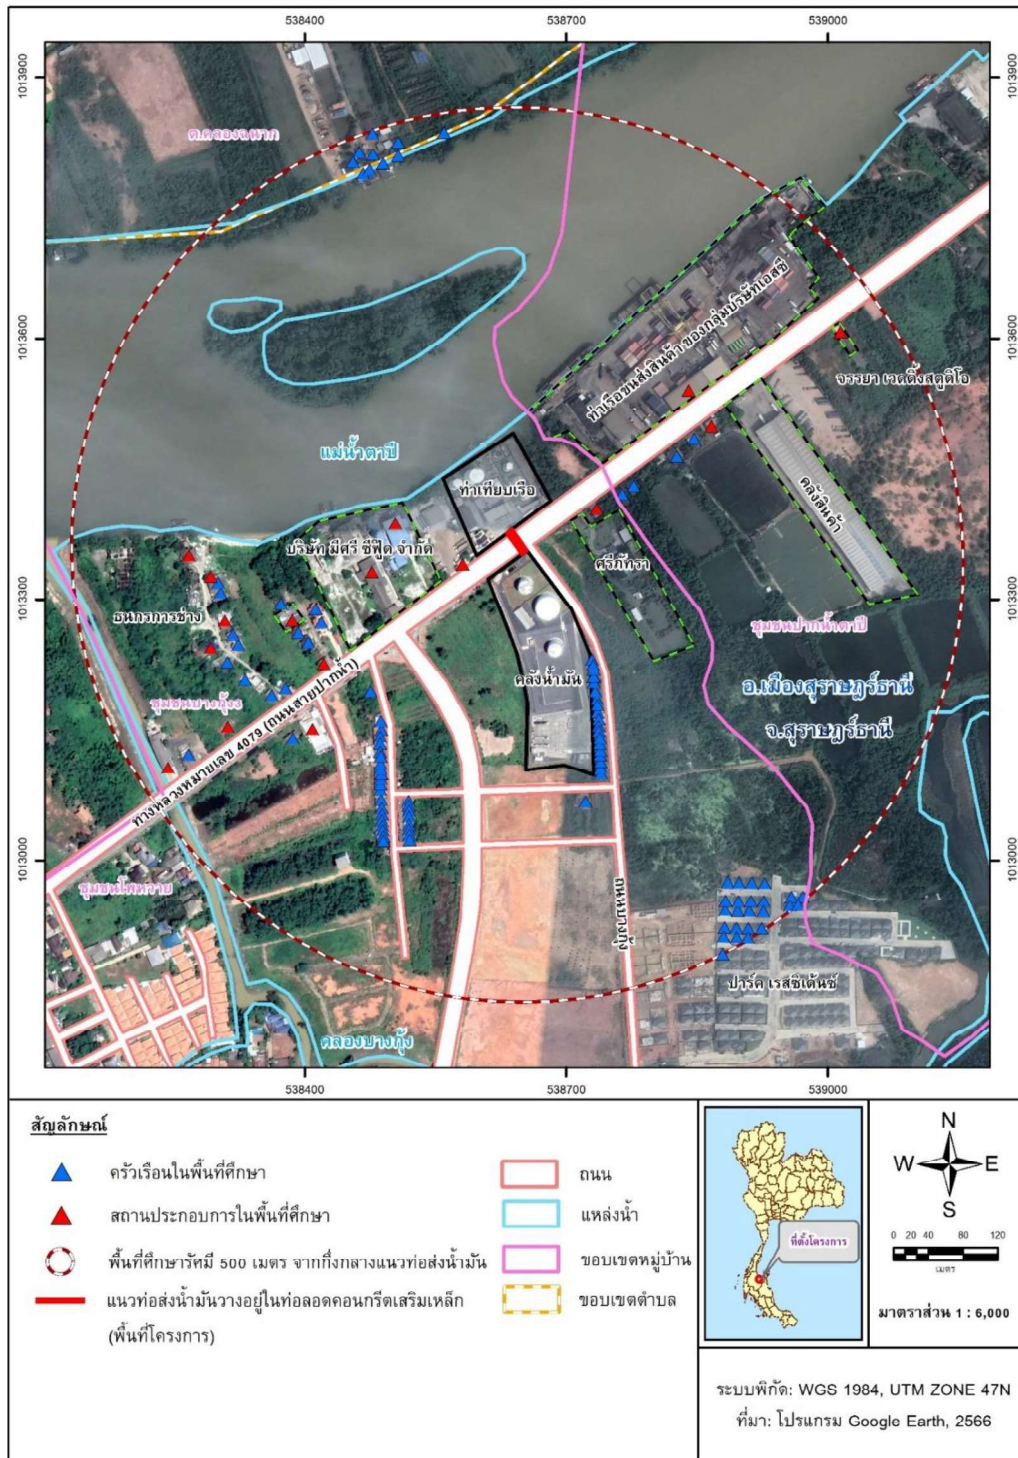 538400 538700 539000
1013900 1013900
ต.คลองฉนาก
ท่าเรือขนส่งสินค้า ของกลุ่มบริษัทเอสซี
1013600 1013600
จรรยา เวดดิ้งสตูดิโอ
แม่น้ำตาปี
ท่าเทียบเรือ
คลังสินค้า
บริษัท มีศรี ซีฟู๊ด จำกัด
ศรีภัทรา
1013300 1013300
ธนกรการช่าง
ชุมชนปากน้ำตาปี
คลังน้ำมัน
อ.เมืองสุราษฎร์ธานี
ชุมชนบางกุ้ง
จ.สุราษฎร์ธานี
ทางหลวงหมายเลข 4079 (ถนนสายปากน้ำ)
1013000 1013000
ชุมชนโพหวาย
ถนนบางกุ้ง
ปาร์ค เรสซิเด้นซ์
คลองบางกุ้ง
538400 538700 539000
สัญลักษณ์
ครัวเรือนในพื้นที่ศึกษา
สถานประกอบการในพื้นที่ศึกษา
พื้นที่ศึกษารัศมี 500 เมตร จากกึ่งกลางแนวท่อส่งน้ำมัน
แนวท่อส่งน้ำมันวางอยู่ในท่อลอดคอนกรีตเสริมเหล็ก
(พื้นที่โครงการ)
ถนน
แหล่งน้ำ
ขอบเขตหมู่บ้าน
ขอบเขตตำบล
ที่ตั้งโครงการ
N
W E
S
0 20 40 80 120
เมตร
มาตราส่วน 1 : 6,000
ระบบพิกัด: WGS 1984, UTM ZONE 47N
ที่มา: โปรแกรม Google Earth, 2566